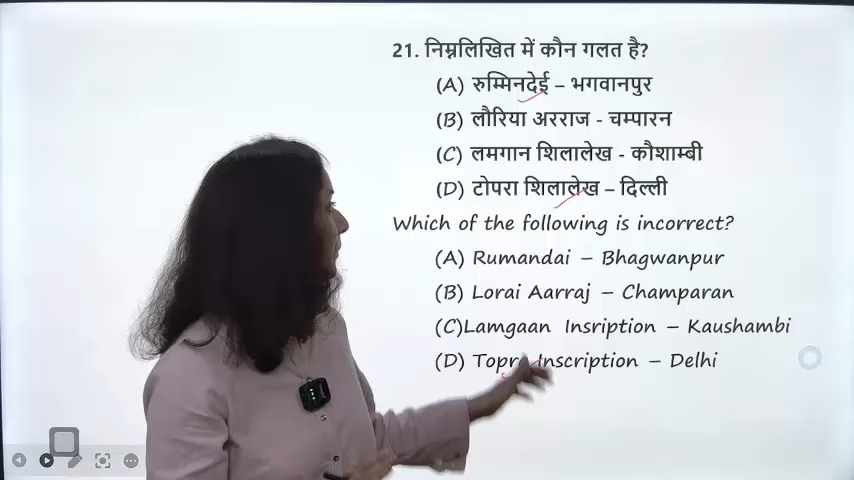 21. निम्नलिखित में कौन गलत है?
(A) रुम्मिनदेई – भगवानपुर
(B) लौरिया अरराज - चम्पारन
(C) लमगान शिलालेख - कौशाम्बी
(D) टोपरा शिलालेख – दिल्ली
Which of the following is incorrect?
(A) Rumandai – Bhagwanpur
(B) Lorai Aarraj – Champaran
(C)Lamgaan Insription – Kaushambi
(D) Topra Inscription – Delhi